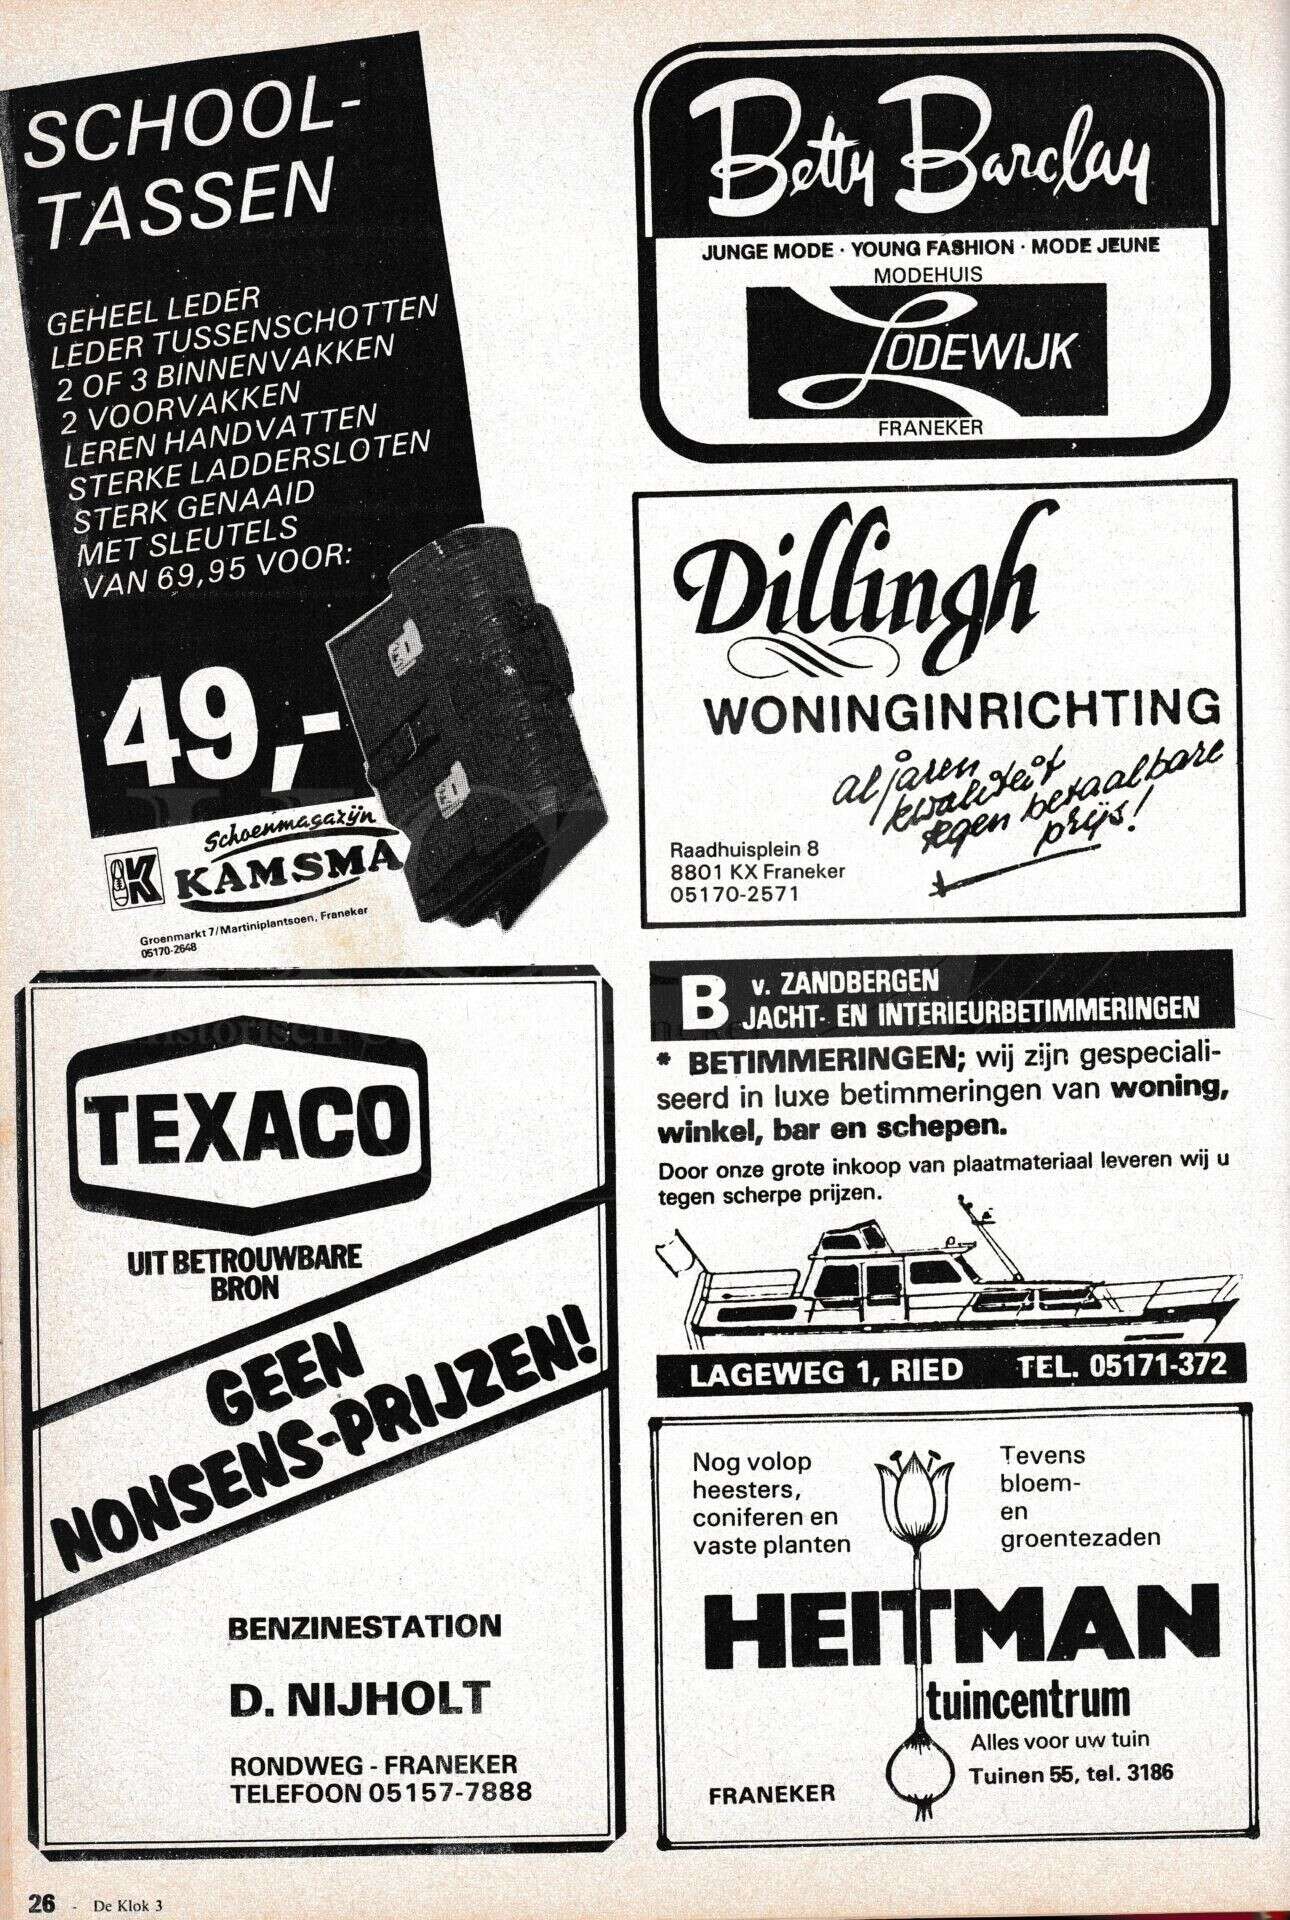 SCHOOL-
TASSEN
GEHEEL LEDER
LEDER TUSSENSCHOTTEN
2 OF 3 BINNENVAKKEN
2 VOORVAKKEN
LEREN HANDVATTEN
STERKE LADDERSLOTEN
STERK GENAAID
MET SLEUTELS
VAN 69,95 VOOR:
49,-
Schoenmagazijn
K KAMSMA
Groenmarkt 7/Martiniplantsoen, Franeker
05170-2648
Betty Barclay
JUNGE MODE · YOUNG FASHION · MODE JEUNE
MODEHUIS
LODEWIJK
FRANEKER
Dillingh
WONINGINRICHTING
al jaren
kwaliteit
tegen betaalbare
prijs!
Raadhuisplein 8
8801 KX Franeker
05170-2571
TEXACO
UIT BETROUWBARE
BRON
GEEN
NONSENS-PRIJZEN!
BENZINESTATION
D. NIJHOLT
RONDWEG - FRANEKER
TELEFOON 05157-7888
B v. ZANDBERGEN
JACHT- EN INTERIEURBETIMMERINGEN
* BETIMMERINGEN; wij zijn gespeciali-
seerd in luxe betimmeringen van woning,
winkel, bar en schepen.
Door onze grote inkoop van plaatmateriaal leveren wij u
tegen scherpe prijzen.
LAGEWEG 1, RIED TEL. 05171-372
Nog volop
heesters,
coniferen en
vaste planten
Tevens
bloem-
en
groentezaden
HEITMAN
tuincentrum
Alles voor uw tuin
Tuinen 55, tel. 3186
FRANEKER
26 - De Klok 3